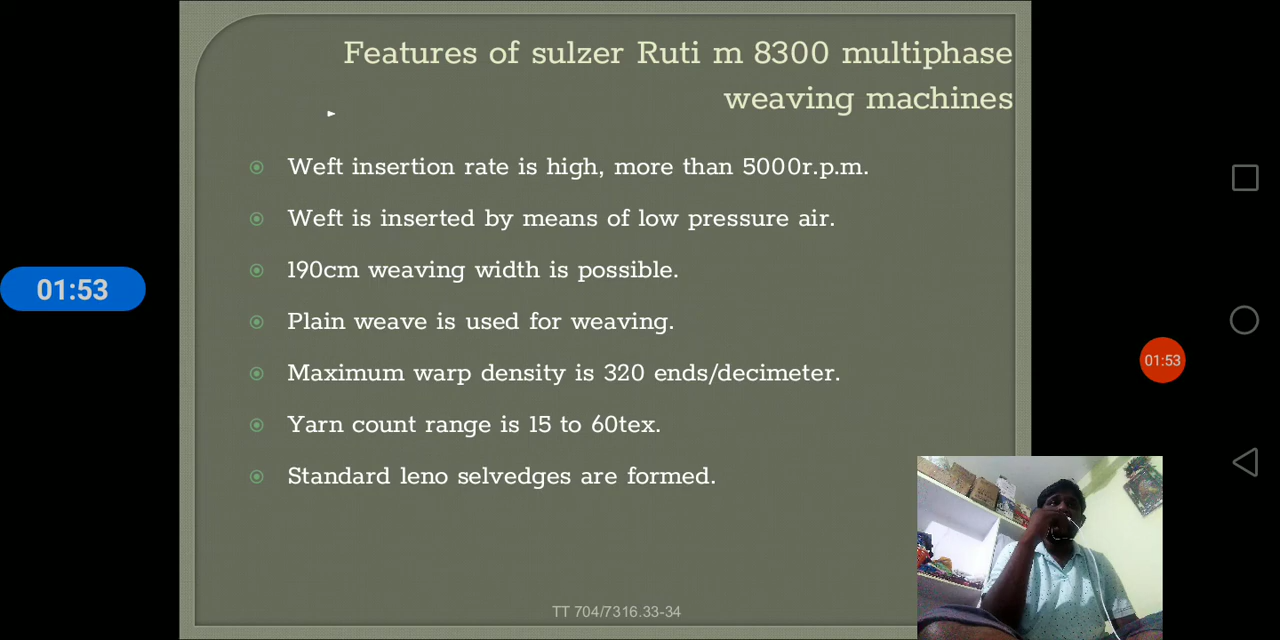 Features of sulzer Ruti m 8300 multiphase
weaving machines
Weft insertion rate is high, more than 5000r.p.m.
Weft is inserted by means of low pressure air.
190cm weaving width is possible.
Plain weave is used for weaving.
Maximum warp density is 320 ends/decimeter.
Yarn count range is 15 to 60tex.
Standard leno selvedges are formed.
01:53
01:53
TT 704/7316.33-34